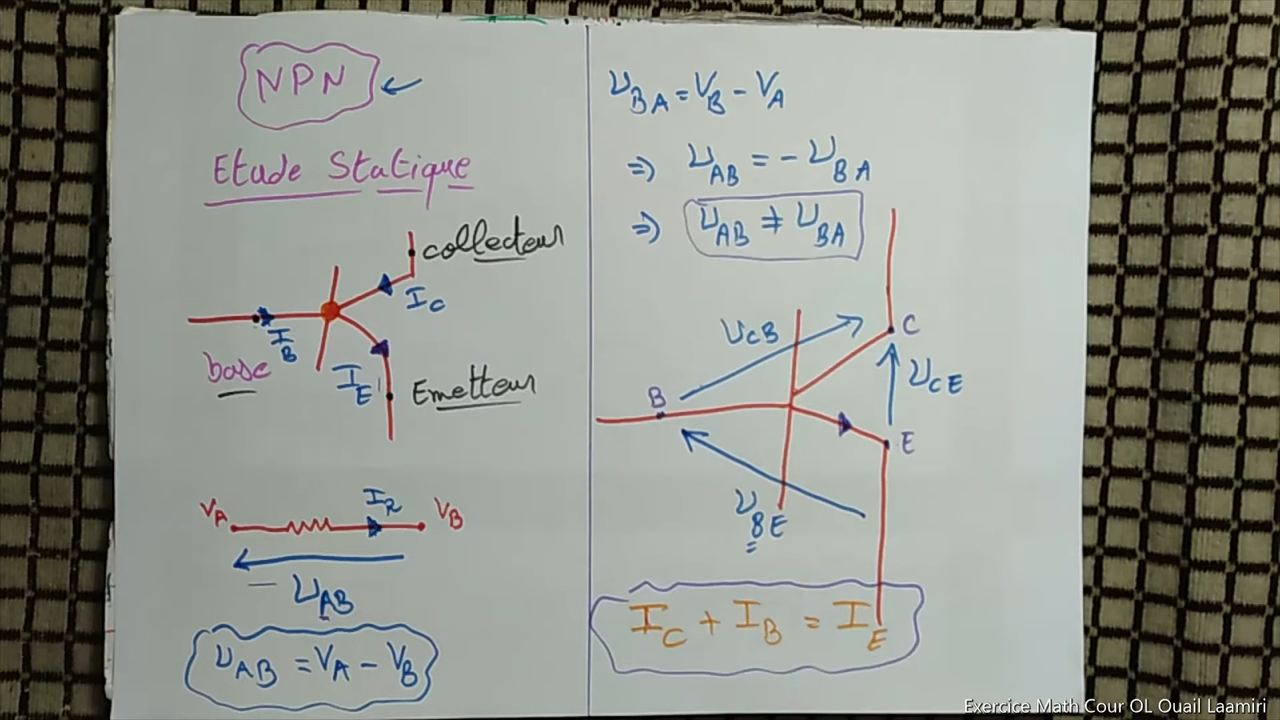 NPN
Etude Statique
collecteur
I_C
I_B
base
I_E
Emetteur
V_A
I_R
V_B
U_AB
U_AB = V_A - V_B
U_BA = V_B - V_A
=> U_AB = - U_BA
=> U_AB ≠ U_BA
U_CB
C
B
U_CE
E
U_BE
I_C + I_B = I_E
Exercice Math Cour OL Ouail Laamiri